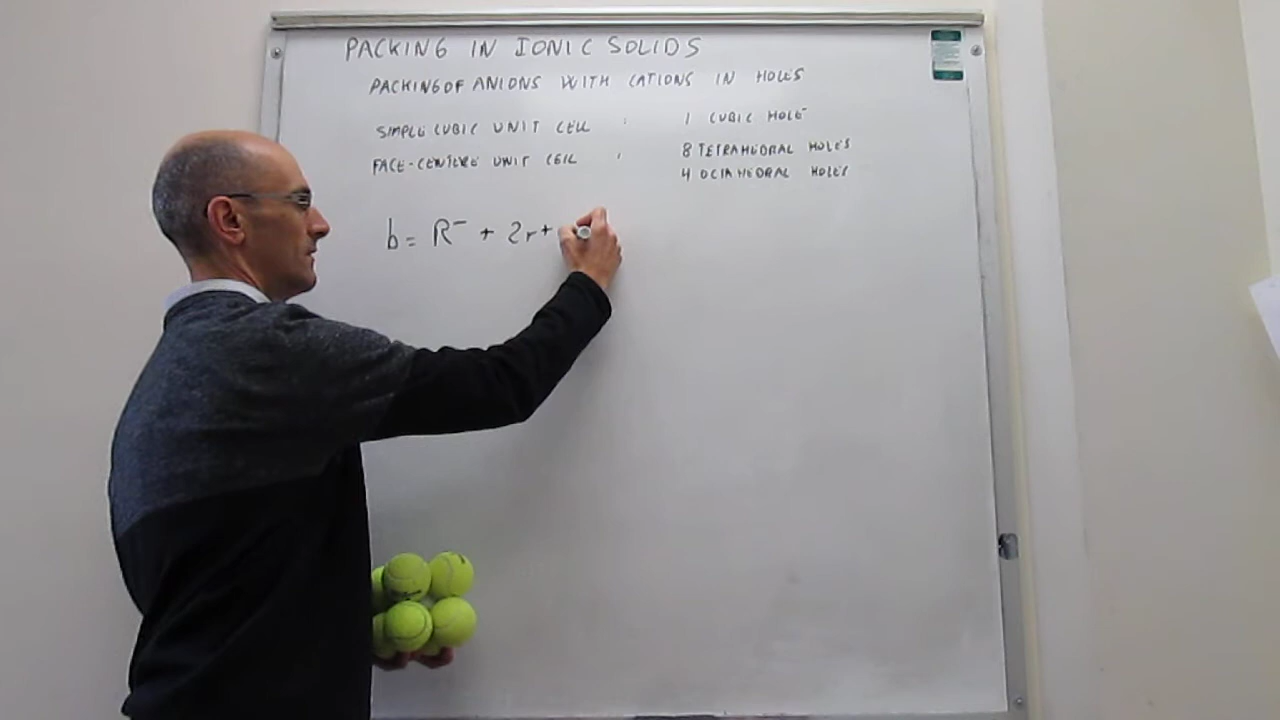 PACKING IN IONIC SOLIDS
PACKING OF ANIONS WITH CATIONS IN HOLES
SIMPLE CUBIC UNIT CELL : 1 CUBIC HOLE
FACE-CENTERE UNIT CELL : 8 TETRAHEDRAL HOLES
4 OCTAHEDRAL HOLES
b = R⁻ + 2r⁺